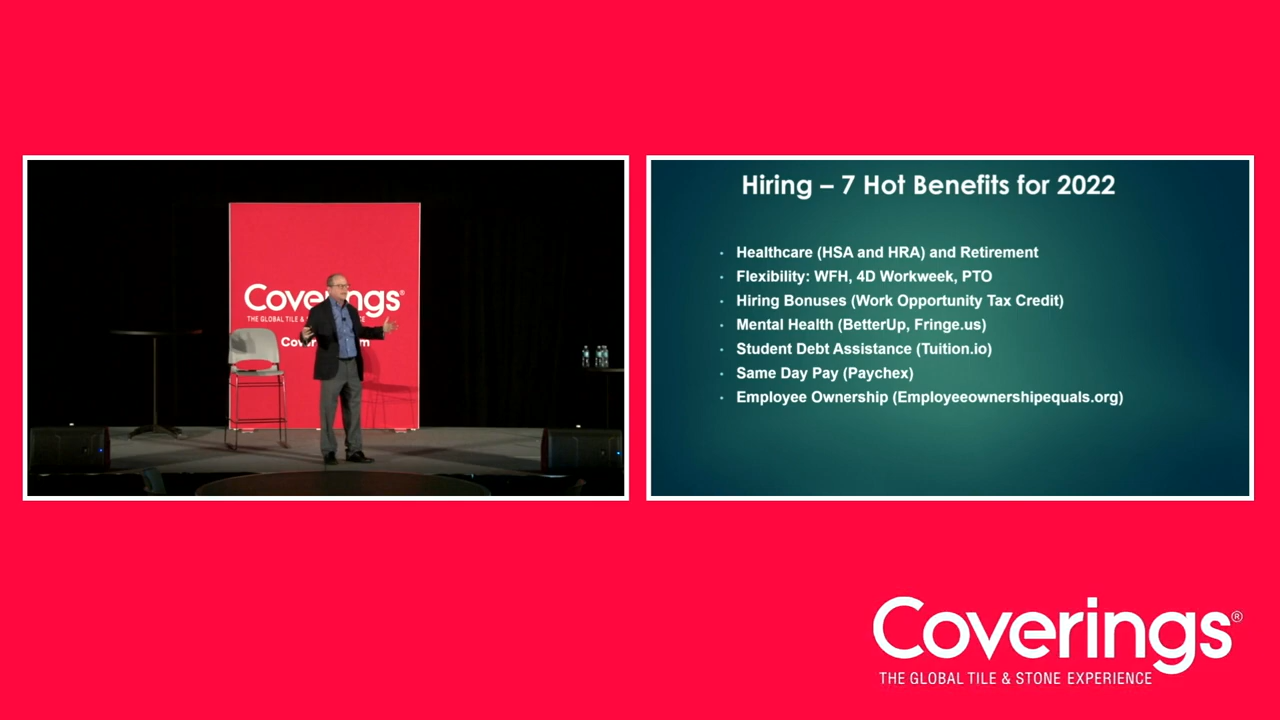 Coverings®
THE GLOBAL TILE & STONE EXPERIENCE
Hiring – 7 Hot Benefits for 2022
• Healthcare (HSA and HRA) and Retirement
• Flexibility: WFH, 4D Workweek, PTO
• Hiring Bonuses (Work Opportunity Tax Credit)
• Mental Health (BetterUp, Fringe.us)
• Student Debt Assistance (Tuition.io)
• Same Day Pay (Paychex)
• Employee Ownership (Employeeownershipequals.org)
Coverings®
THE GLOBAL TILE & STONE EXPERIENCE